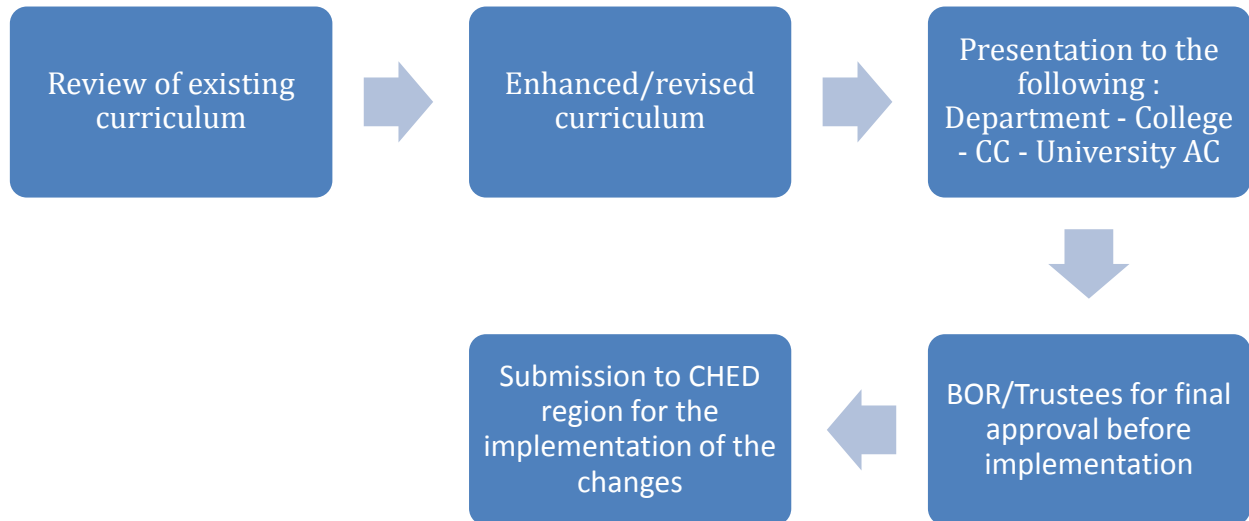 Review of existing
curriculum
Enhanced/revised
curriculum
Presentation to the
following :
Department - College
- CC - University AC
BOR/Trustees for final
approval before
implementation
Submission to CHED
region for the
implementation of the
changes